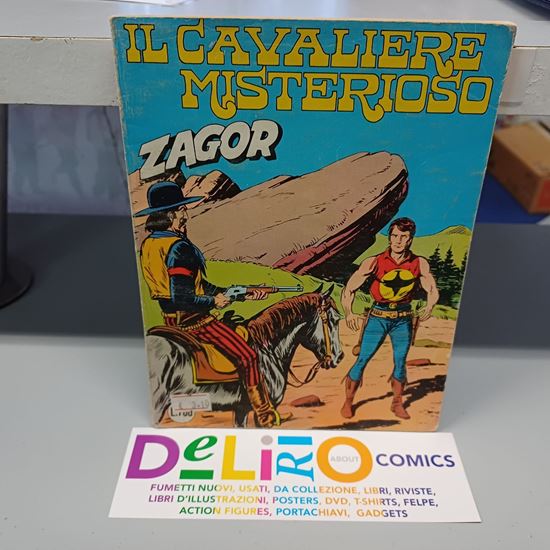 IL CAVALIERE
MISTERIOSO
ZAGOR
DeLiRiO
ABOUT
COMICS
FUMETTI NUOVI, USATI, DA COLLEZIONE, LIBRI, RIVISTE,
LIBRI D'ILLUSTRAZIONI, POSTERS, DVD, T-SHIRTS, FELPE,
ACTION FIGURES, PORTACHIAVI, GADGETS